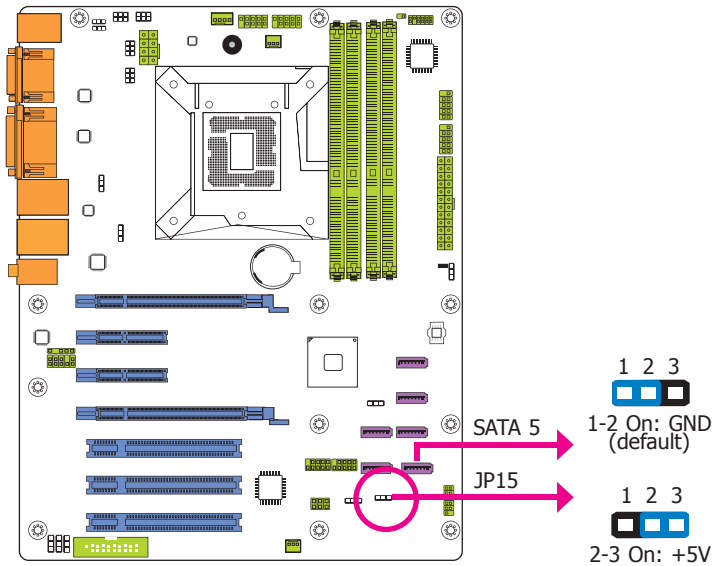 1 2 3
SATA 5
1-2 On: GND
(default)
JP15
1 2 3
2-3 On: +5V